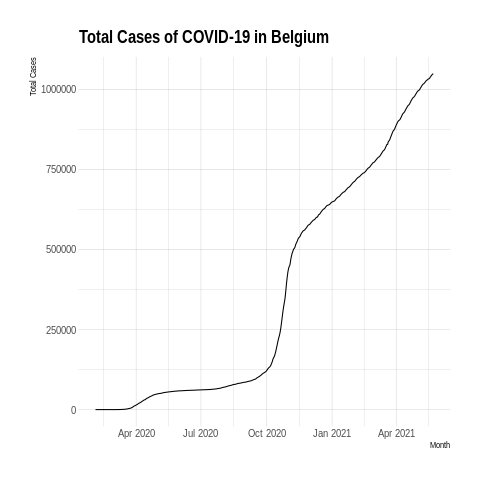 Total Cases of COVID-19 in Belgium
Total Cases
1000000
750000
500000
250000
0
Apr 2020 Jul 2020 Oct 2020 Jan 2021 Apr 2021
Month